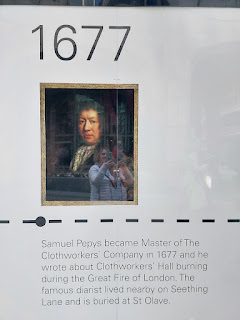 1677
Samuel Pepys became Master of The
Clothworkers' Company in 1677 and he
wrote about Clothworkers' Hall burning
during the Great Fire of London. The
famous diarist lived nearby on Seething
Lane and is buried at St Olave.